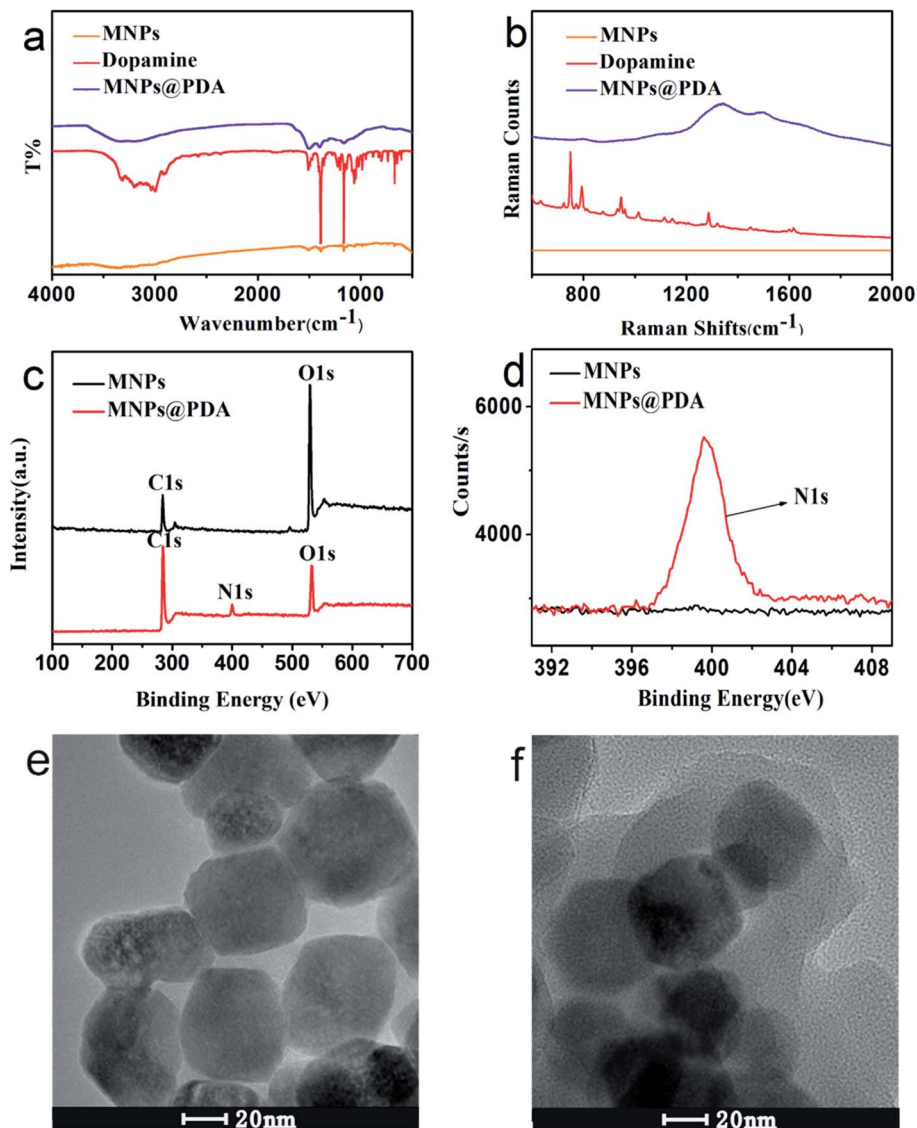 a
MNPs
Dopamine
MNPs@PDA
T%
4000 3000 2000 1000
Wavenumber(cm-1)
b
MNPs
Dopamine
MNPs@PDA
Raman Counts
800 1200 1600 2000
Raman Shifts(cm-1)
c
MNPs
MNPs@PDA
O1s
C1s
C1s
N1s
O1s
Intensity(a.u.)
100 200 300 400 500 600 700
Binding Energy (eV)
d
MNPs
MNPs@PDA
6000
4000
N1s
Counts/s
392 396 400 404 408
Binding Energy(eV)
e
20nm
f
20nm